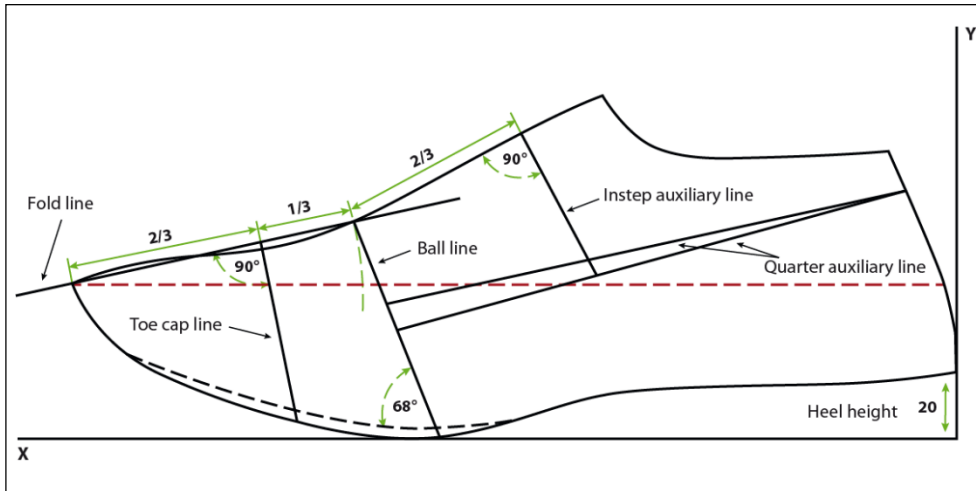 Y
2/3
90°
Instep auxiliary line
Fold line
1/3
2/3
Ball line
90°
Quarter auxiliary line
Toe cap line
68°
Heel height
20
X